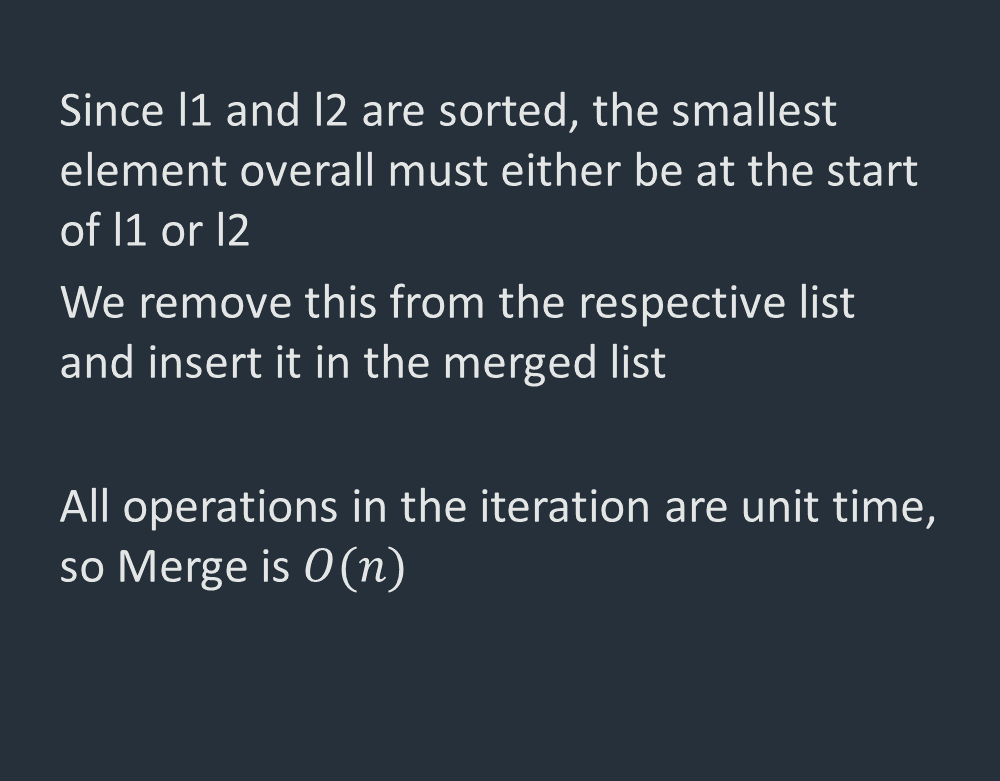 Since l1 and l2 are sorted, the smallest
element overall must either be at the start
of l1 or l2
We remove this from the respective list
and insert it in the merged list
All operations in the iteration are unit time,
so Merge is O(n)